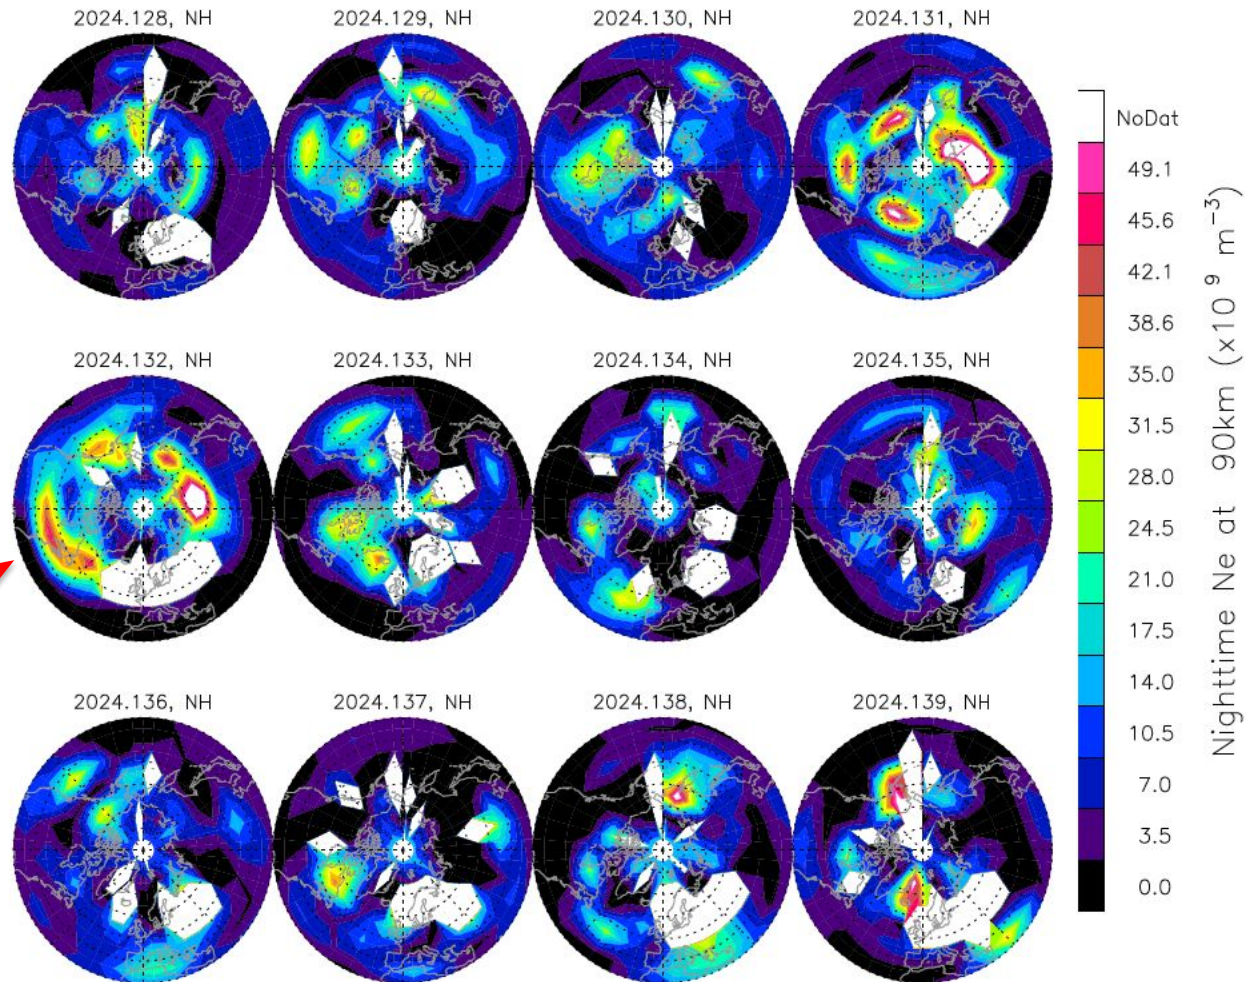 2024.128, NH
2024.129, NH
2024.130, NH
2024.131, NH
2024.132, NH
2024.133, NH
2024.134, NH
2024.135, NH
2024.136, NH
2024.137, NH
2024.138, NH
2024.139, NH
NoDat
49.1
45.6
42.1
38.6
35.0
31.5
28.0
24.5
21.0
17.5
14.0
10.5
7.0
3.5
0.0
Nighttime Ne at 90km (x10⁹ m⁻³)